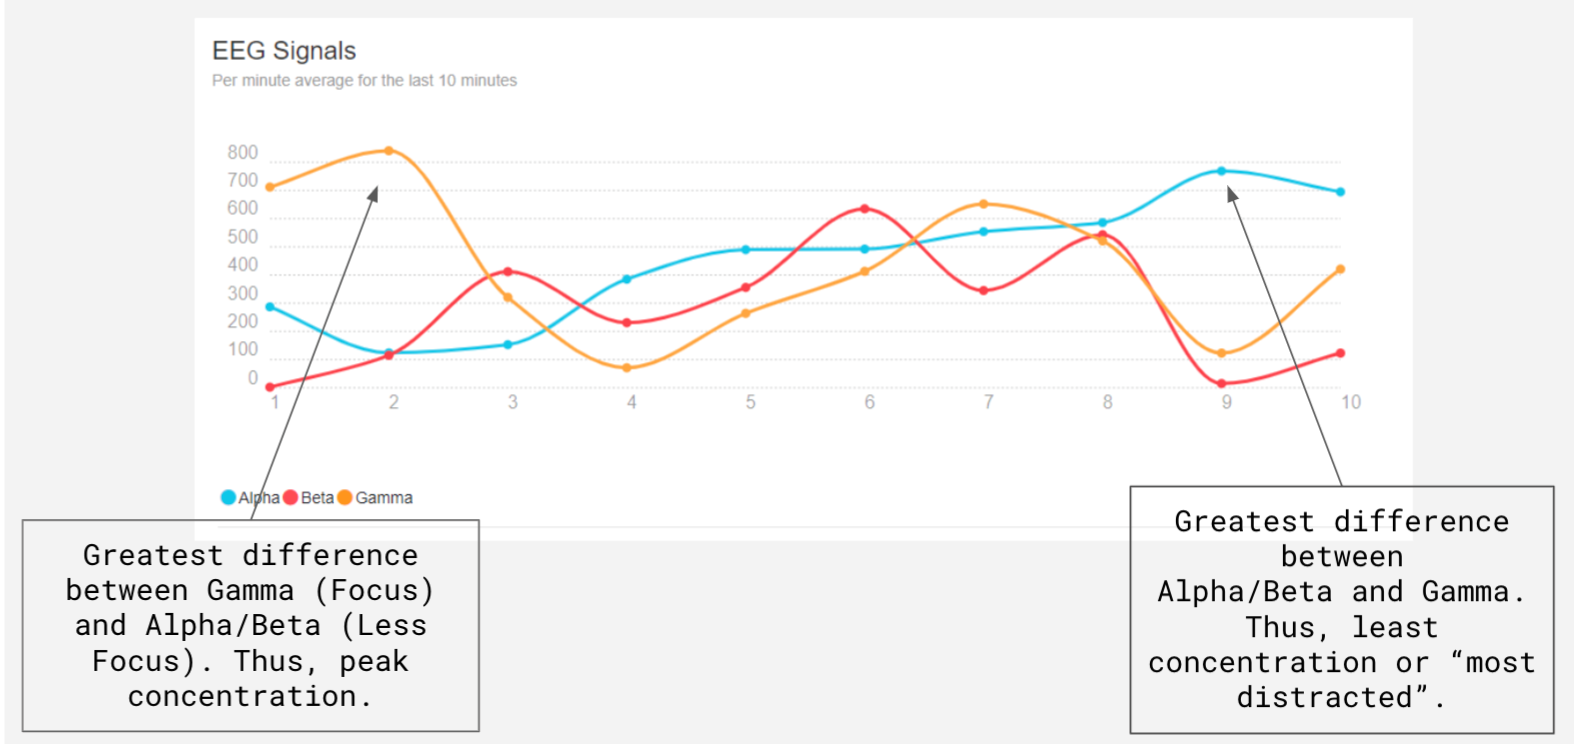 EEG Signals
Per minute average for the last 10 minutes
800
700
600
500
400
300
200
100
0
1 2 3 4 5 6 7 8 9 10
Alpha Beta Gamma
Greatest difference
between Gamma (Focus)
and Alpha/Beta (Less
Focus). Thus, peak
concentration.
Greatest difference
between
Alpha/Beta and Gamma.
Thus, least
concentration or “most
distracted”.